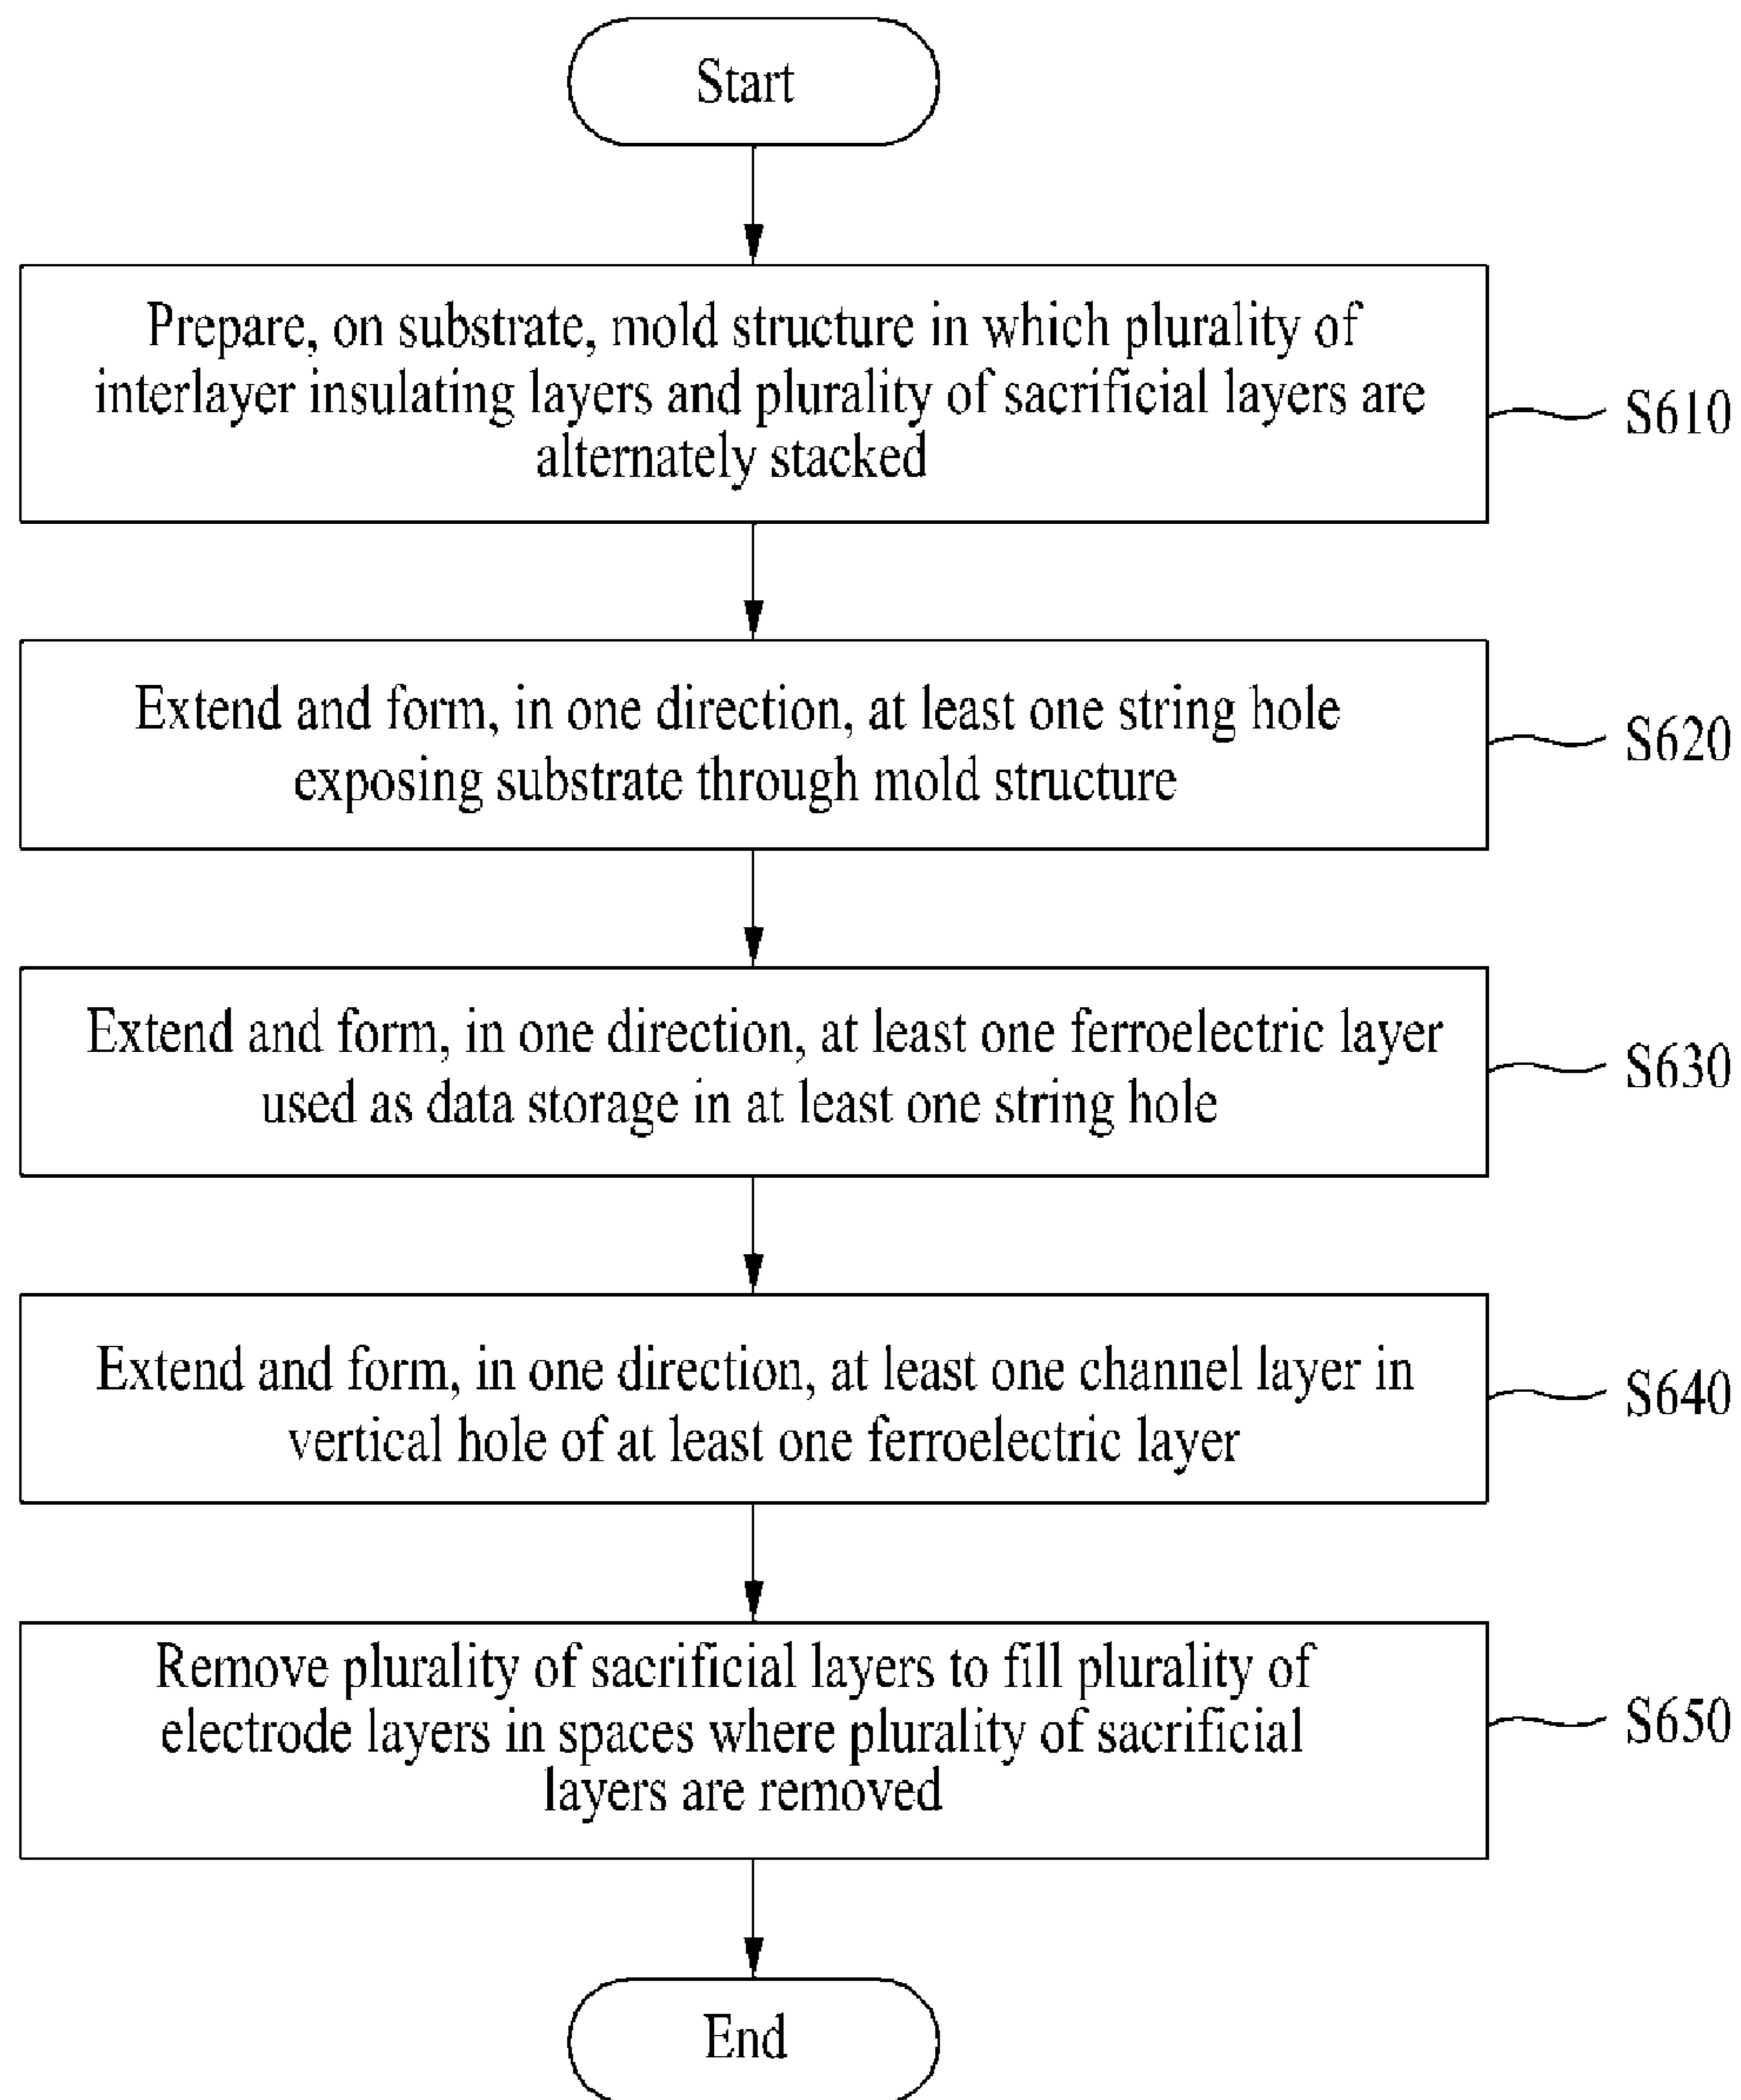 Start
Prepare, on substrate, mold structure in which plurality of
interlayer insulating layers and plurality of sacrificial layers are
alternately stacked
S610
Extend and form, in one direction, at least one string hole
exposing substrate through mold structure
S620
Extend and form, in one direction, at least one ferroelectric layer
used as data storage in at least one string hole
S630
Extend and form, in one direction, at least one channel layer in
vertical hole of at least one ferroelectric layer
S640
Remove plurality of sacrificial layers to fill plurality of
electrode layers in spaces where plurality of sacrificial
layers are removed
S650
End